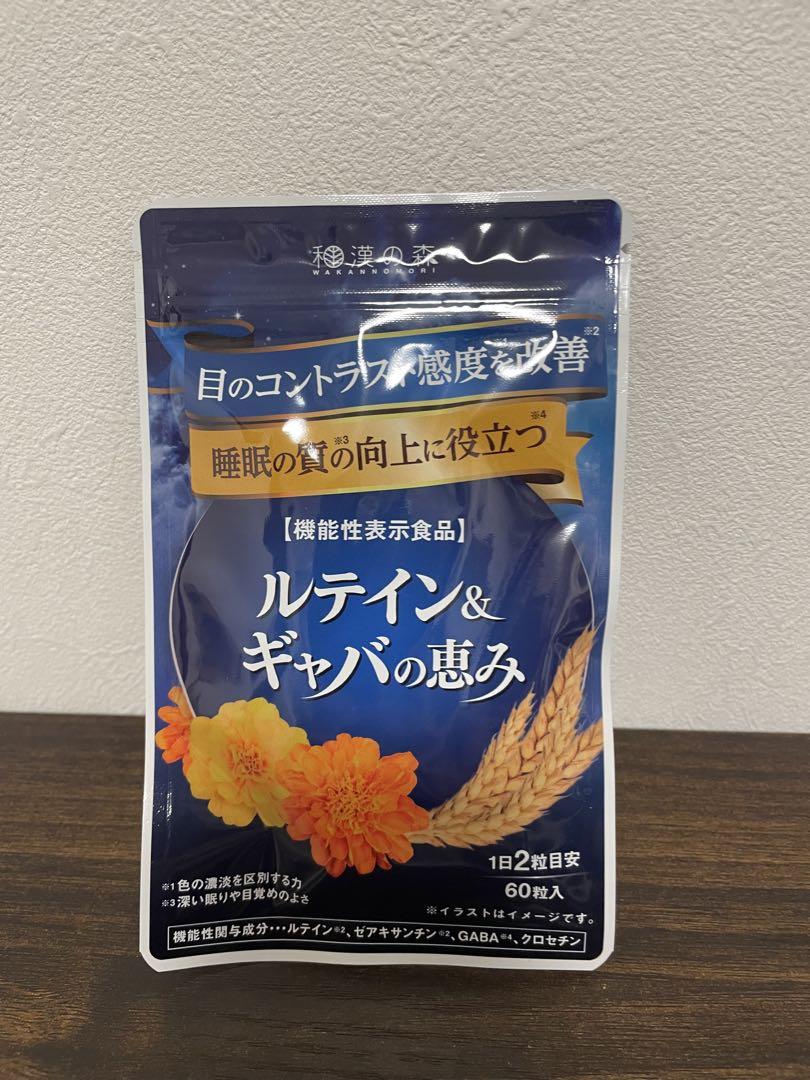 和漢の森
WAKANNOMORI
目のコントラスト感度を改善※2
睡眠の質※3の向上に役立つ※4
【機能性表示食品】
ルテイン&
ギャバの恵み
1日2粒目安
60粒入
※1 色の濃淡を区別する力
※3 深い眠りや目覚めのよさ
※イラストはイメージです。
機能性関与成分・・・ルテイン※2、ゼアキサンチン※2、GABA※4、クロセチン